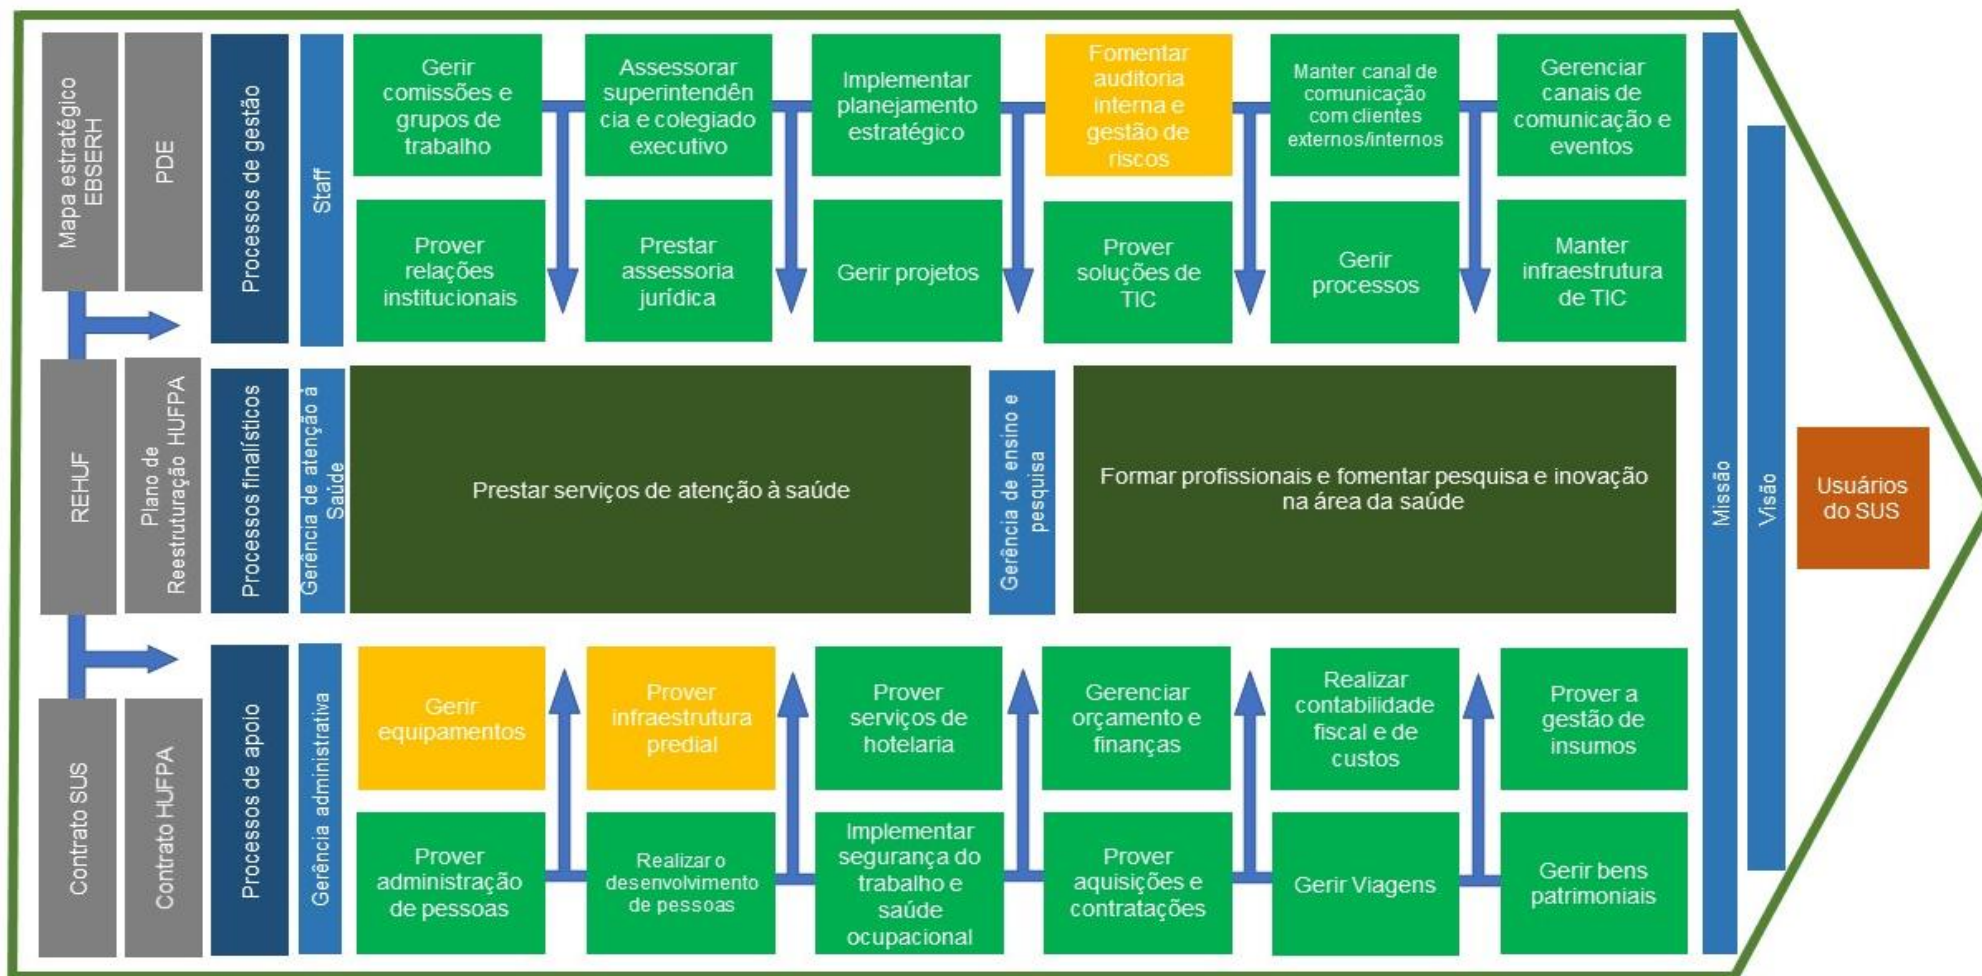 Mapa estratégico
EBSERH
PDE
Processos de gestão
Staff
Gerir
comissões e
grupos de
trabalho
Assessorar
superintendên
cia e colegiado
executivo
Implementar
planejamento
estratégico
Fomentar
auditoria
interna e
gestão de
riscos
Manter canal de
comunicação
com clientes
externos/internos
Gerenciar
canais de
comunicação e
eventos
Prover
relações
institucionais
Prestar
assessoria
jurídica
Gerir projetos
Prover
soluções de
TIC
Gerir
processos
Manter
infraestrutura
de TIC
REHUF
Plano de
Reestruturação HUFPA
Processos finalísticos
Gerência de atenção à
Saúde
Prestar serviços de atenção à saúde
Gerência de ensino e
pesquisa
Formar profissionais e fomentar pesquisa e inovação
na área da saúde
Missão
Visão
Usuários
do SUS
Contrato SUS
Contrato HUFPA
Processos de apoio
Gerência administrativa
Gerir
equipamentos
Prover
infraestrutura
predial
Prover
serviços de
hotelaria
Gerenciar
orçamento e
finanças
Realizar
contabilidade
fiscal e de
custos
Prover a
gestão de
insumos
Prover
administração
de pessoas
Realizar o
desenvolvimento
de pessoas
Implementar
segurança do
trabalho e
saúde
ocupacional
Prover
aquisições e
contratações
Gerir Viagens
Gerir bens
patrimoniais